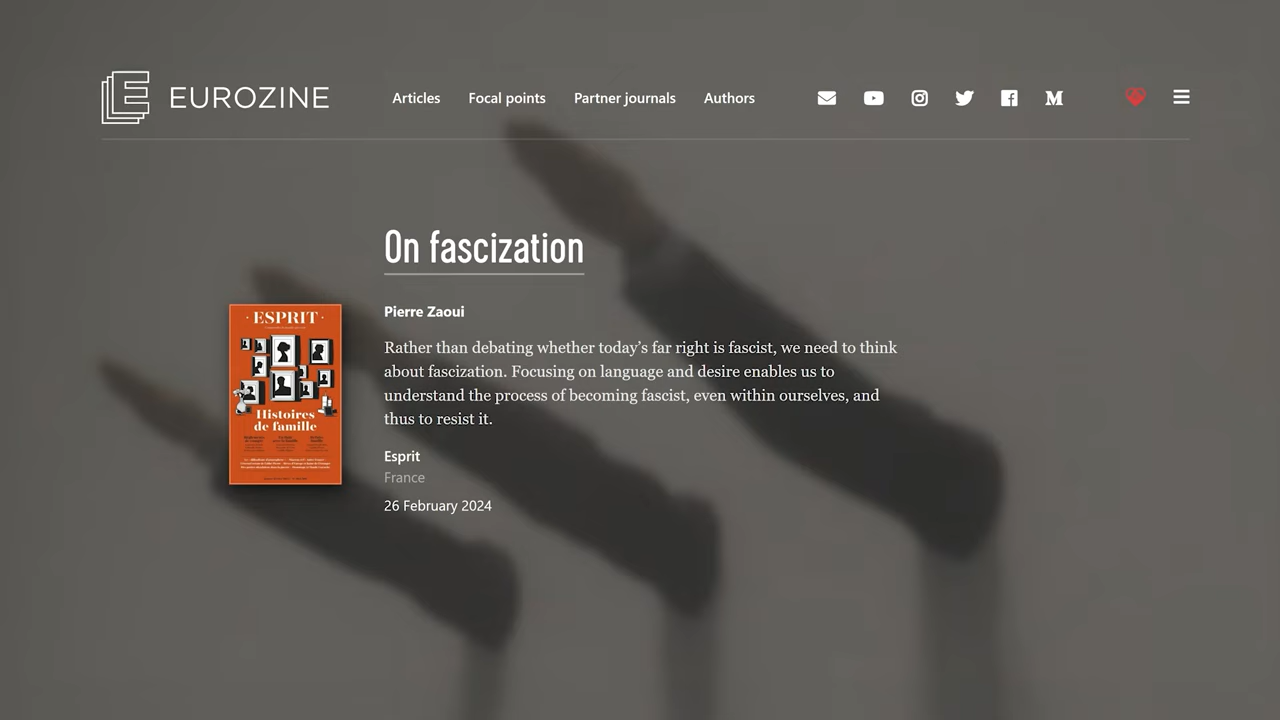 EUROZINE
Articles
Focal points
Partner journals
Authors
On fascization
Pierre Zaoui
Rather than debating whether today's far right is fascist, we need to think
about fascization. Focusing on language and desire enables us to
understand the process of becoming fascist, even within ourselves, and
thus to resist it.
Esprit
France
26 February 2024
· ESPRIT ·
Histoires
de famille